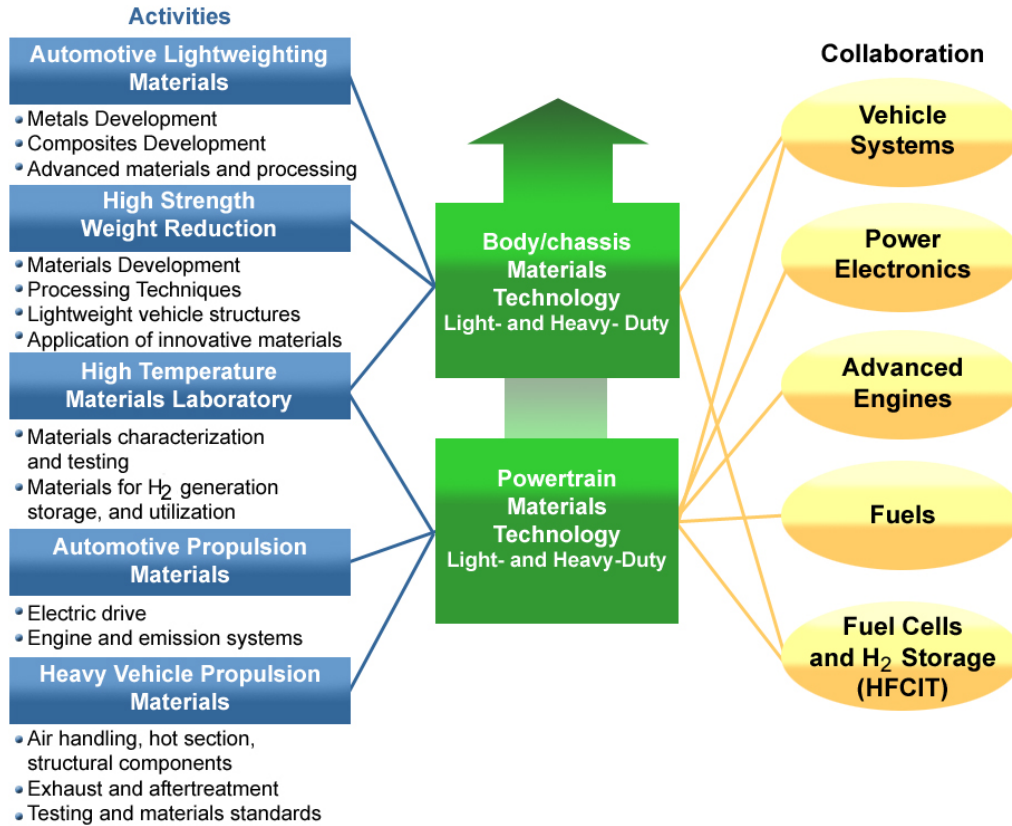 Activities
Automotive Lightweighting
Materials
• Metals Development
• Composites Development
• Advanced materials and processing
High Strength
Weight Reduction
• Materials Development
• Processing Techniques
• Lightweight vehicle structures
• Application of innovative materials
High Temperature
Materials Laboratory
• Materials characterization
and testing
• Materials for H₂ generation
storage, and utilization
Automotive Propulsion
Materials
• Electric drive
• Engine and emission systems
Heavy Vehicle Propulsion
Materials
• Air handling, hot section,
structural components
• Exhaust and aftertreatment
• Testing and materials standards
Body/chassis
Materials
Technology
Light- and Heavy- Duty
Powertrain
Materials
Technology
Light- and Heavy-Duty
Collaboration
Vehicle
Systems
Power
Electronics
Advanced
Engines
Fuels
Fuel Cells
and H₂ Storage
(HFCIT)